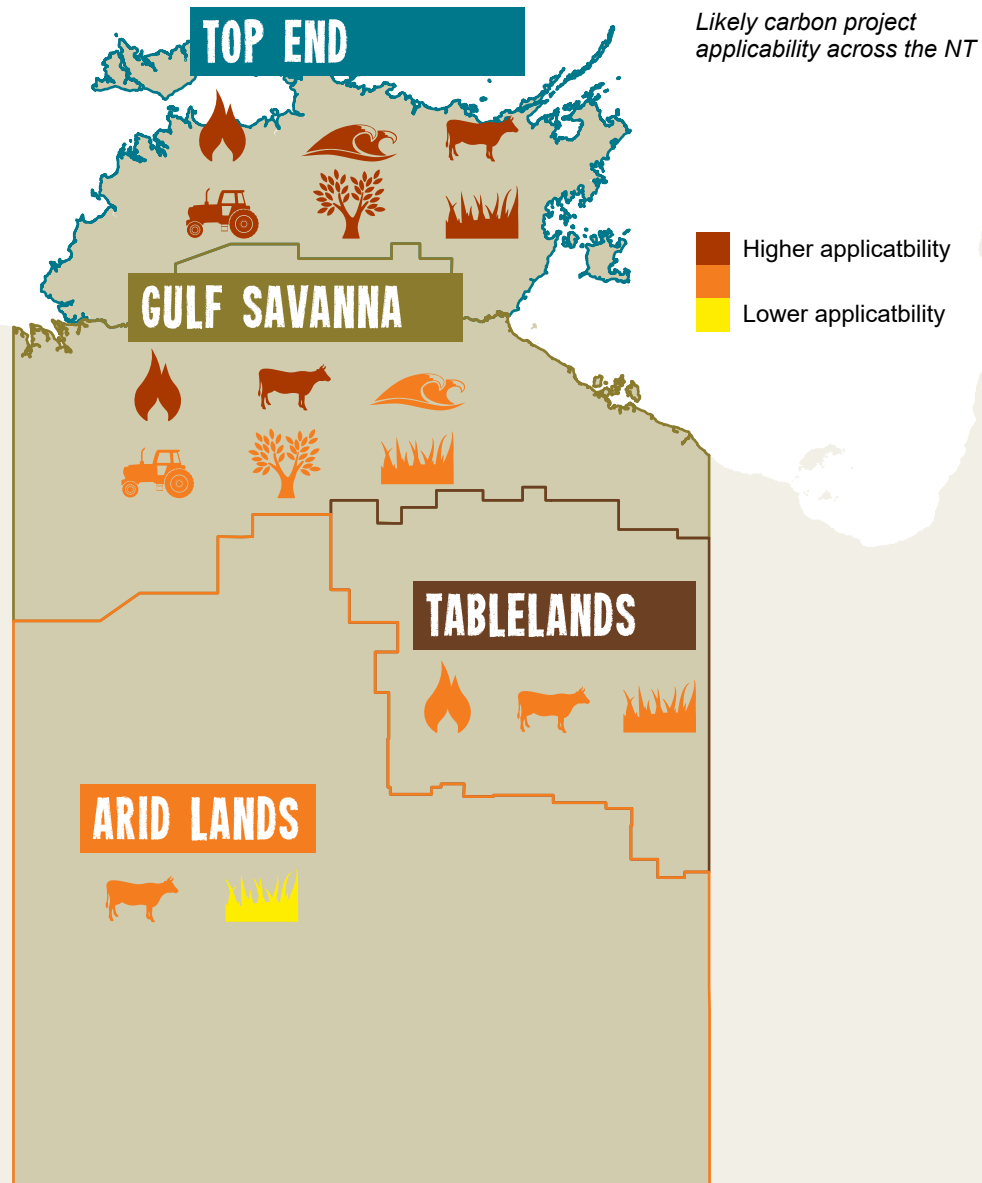 TOP END
Likely carbon project
applicability across the NT
Higher applicatbility
Lower applicatbility
GULF SAVANNA
TABLELANDS
ARID LANDS